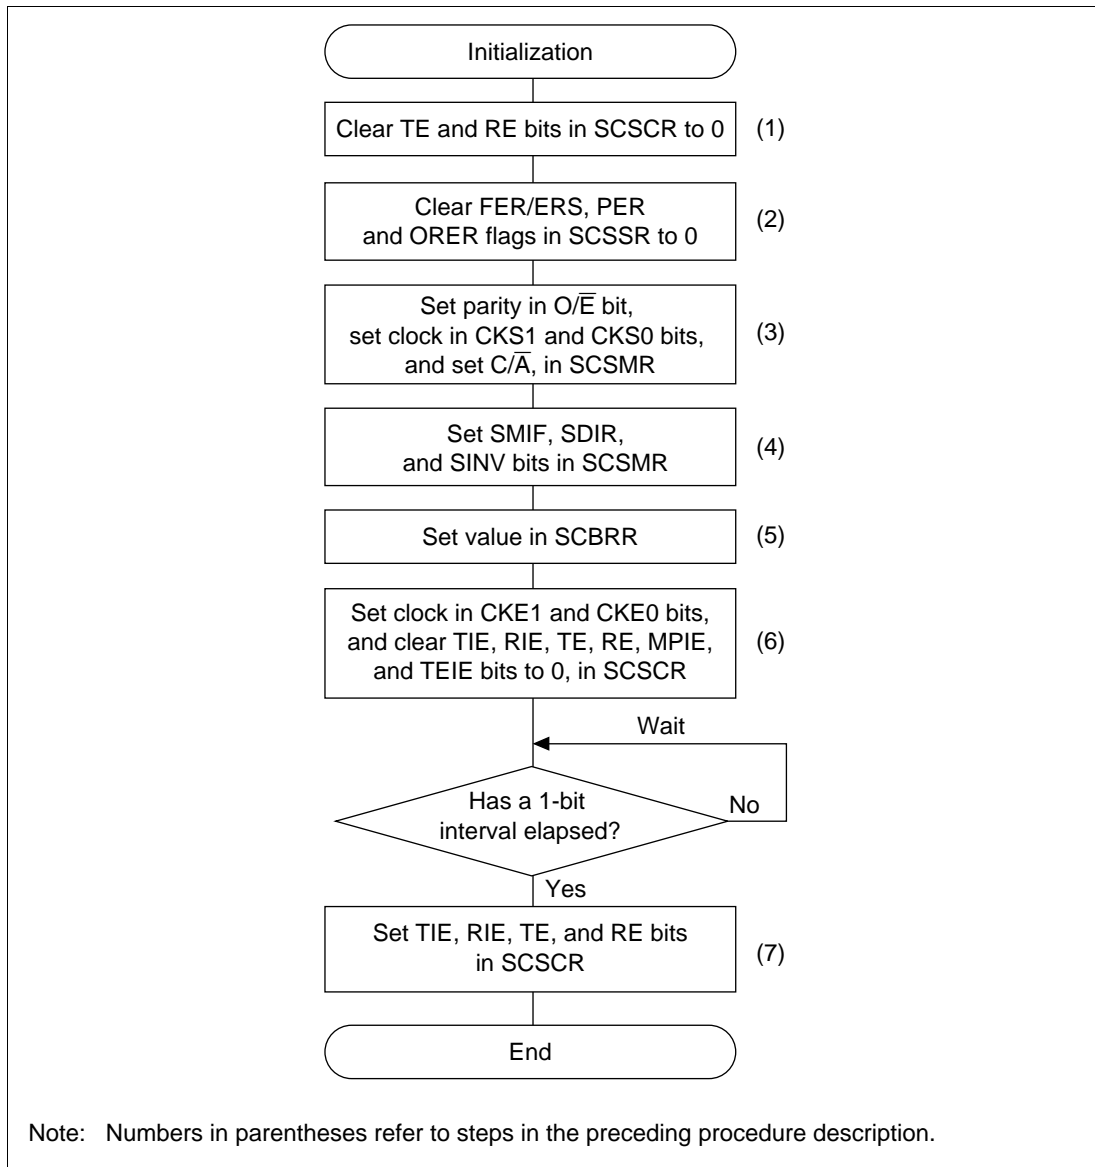 Initialization
Clear TE and RE bits in SCSCR to 0 (1)
Clear FER/ERS, PER
and ORER flags in SCSSR to 0
(2)
Set parity in O/E̅ bit,
set clock in CKS1 and CKS0 bits,
and set C/A̅, in SCSMR
(3)
Set SMIF, SDIR,
and SINV bits in SCSMR
(4)
Set value in SCBRR (5)
Set clock in CKE1 and CKE0 bits,
and clear TIE, RIE, TE, RE, MPIE,
and TEIE bits to 0, in SCSCR
(6)
Wait
Has a 1-bit
interval elapsed?
No
Yes
Set TIE, RIE, TE, and RE bits
in SCSCR
(7)
End
Note: Numbers in parentheses refer to steps in the preceding procedure description.